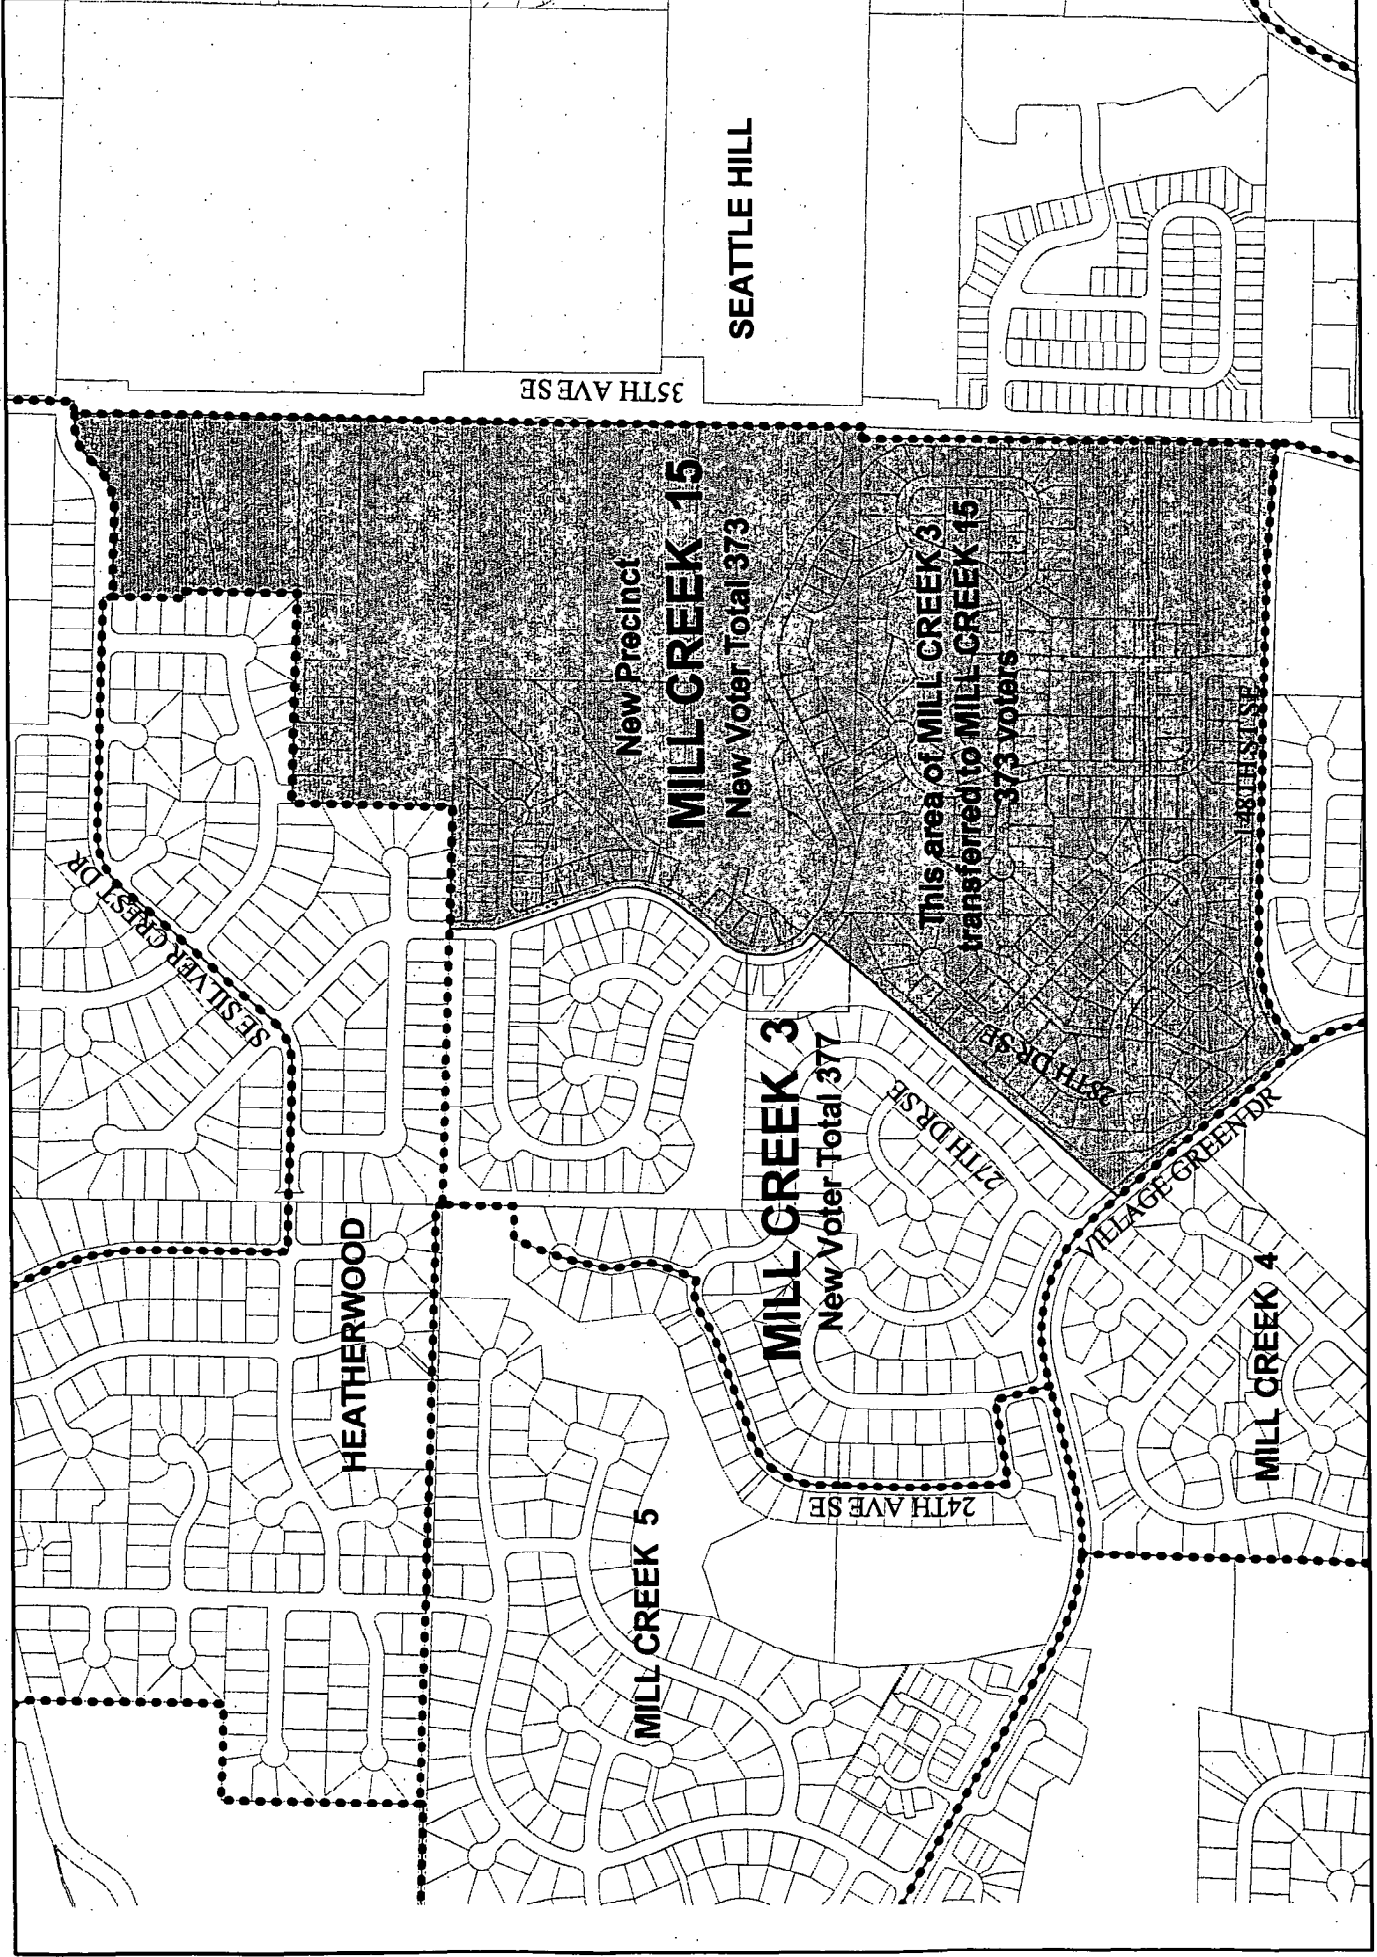 SEATTLE HILL
35TH AVE SE
New Precinct
MILL CREEK 15
New Voter Total 373
This area of MILL CREEK 3
transferred to MILL CREEK 15
373 voters
148TH ST SE
SE SILVER CREST DR
28TH DR SE
MILL CREEK 3
New Voter Total 377
27TH DR SE
VILLAGE GREEN DR
HEATHERWOOD
24TH AVE SE
MILL CREEK 5
MILL CREEK 4